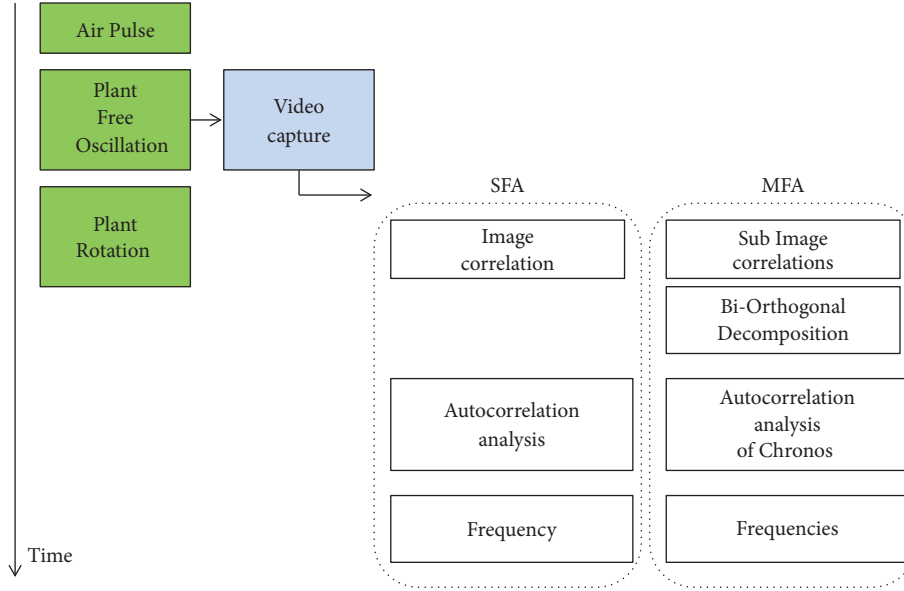 Air Pulse
Plant
Free
Oscillation
Video
capture
Plant
Rotation
SFA
Image
correlation
Autocorrelation
analysis
Frequency
MFA
Sub Image
correlations
Bi-Orthogonal
Decomposition
Autocorrelation
analysis
of Chronos
Frequencies
Time